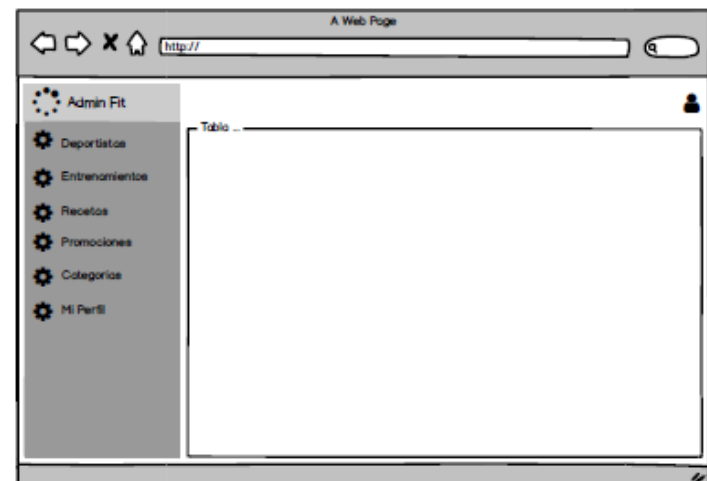 A Web Page
http://
Admin Fit
Tabla ...
Deportistas
Entrenamientos
Recetas
Promociones
Categorias
Mi Perfil